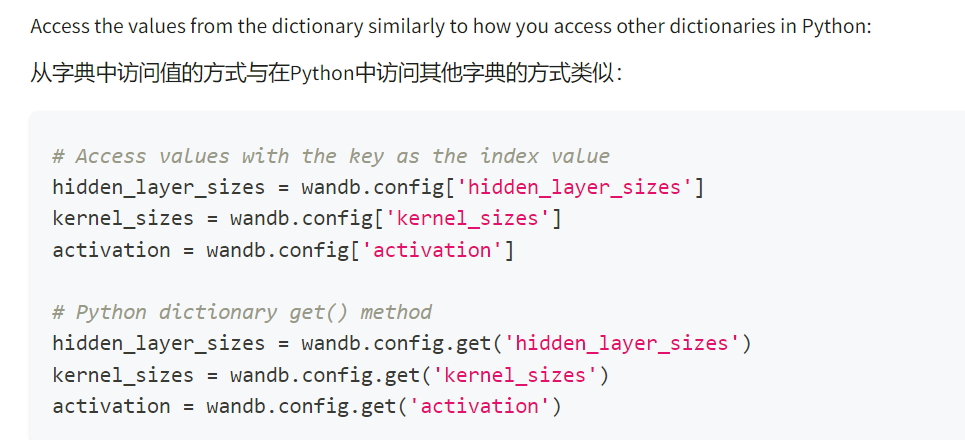 Access the values from the dictionary similarly to how you access other dictionaries in Python:
从字典中访问值的方式与在Python中访问其他字典的方式类似：
# Access values with the key as the index value
hidden_layer_sizes = wandb.config['hidden_layer_sizes']
kernel_sizes = wandb.config['kernel_sizes']
activation = wandb.config['activation']
# Python dictionary get() method
hidden_layer_sizes = wandb.config.get('hidden_layer_sizes')
kernel_sizes = wandb.config.get('kernel_sizes')
activation = wandb.config.get('activation')